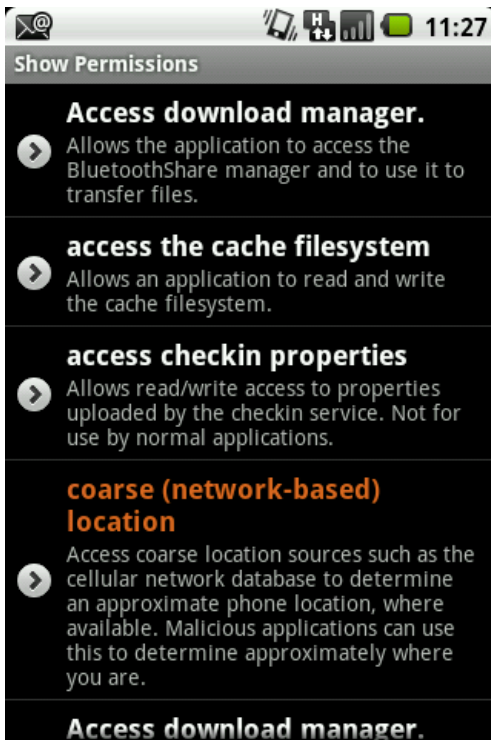 H 11:27
Show Permissions
Access download manager.
Allows the application to access the
BluetoothShare manager and to use it to
transfer files.
access the cache filesystem
Allows an application to read and write
the cache filesystem.
access checkin properties
Allows read/write access to properties
uploaded by the checkin service. Not for
use by normal applications.
coarse (network-based)
location
Access coarse location sources such as the
cellular network database to determine
an approximate phone location, where
available. Malicious applications can use
this to determine approximately where
you are.
Access download manager.